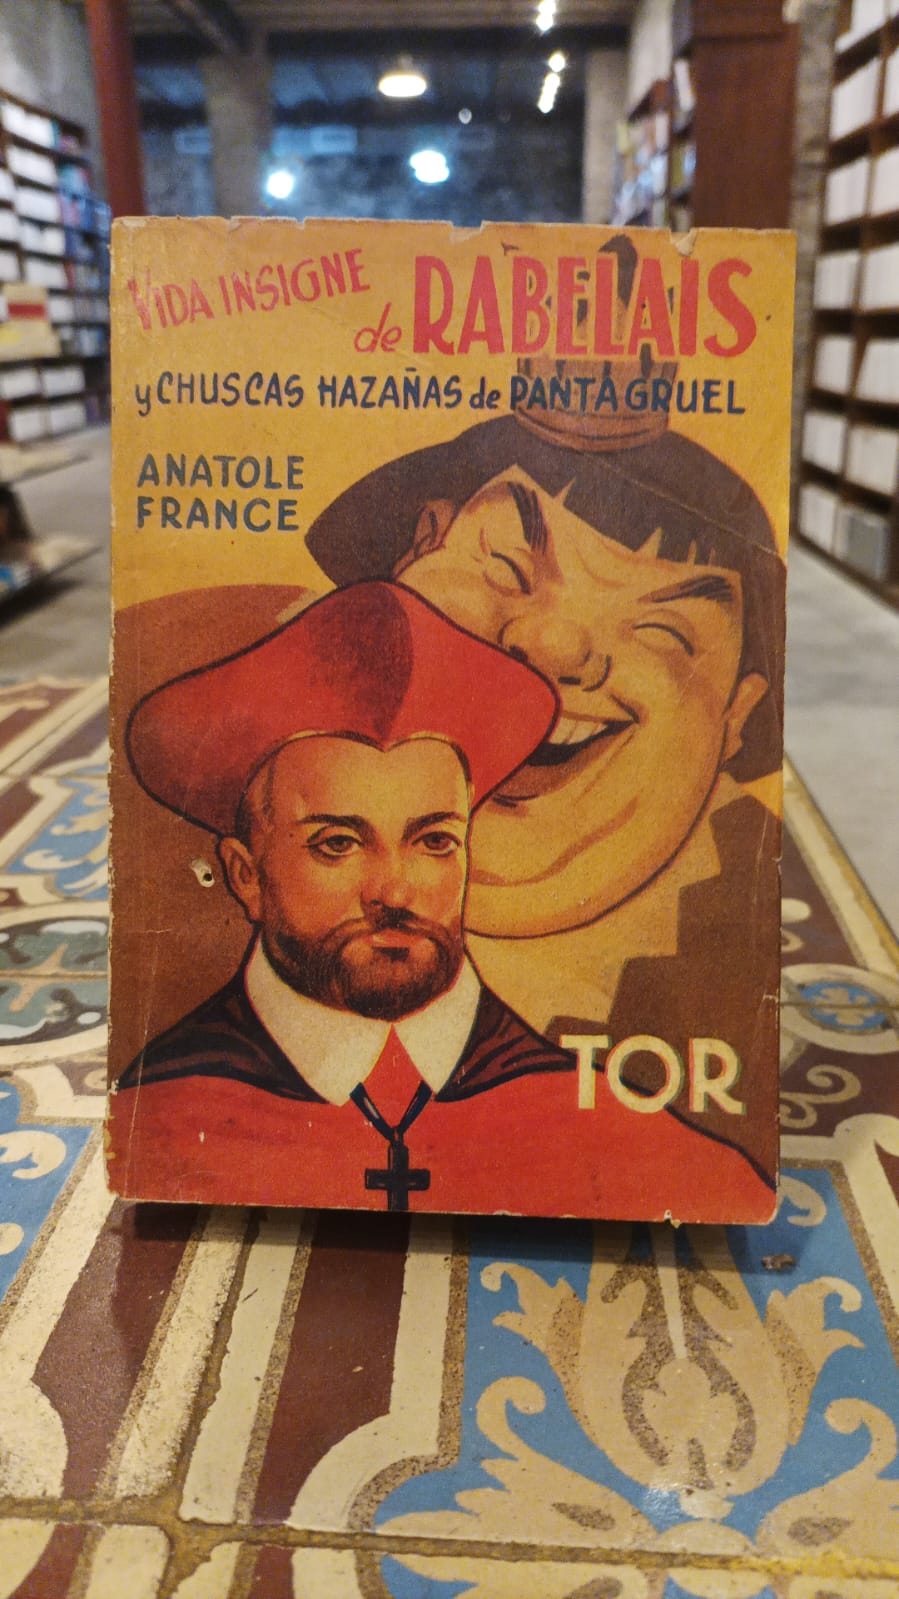 VIDA INSIGNE
de RABELAIS
y CHUSCAS HAZAÑAS de PANTAGRUEL
ANATOLE
FRANCE
TOR